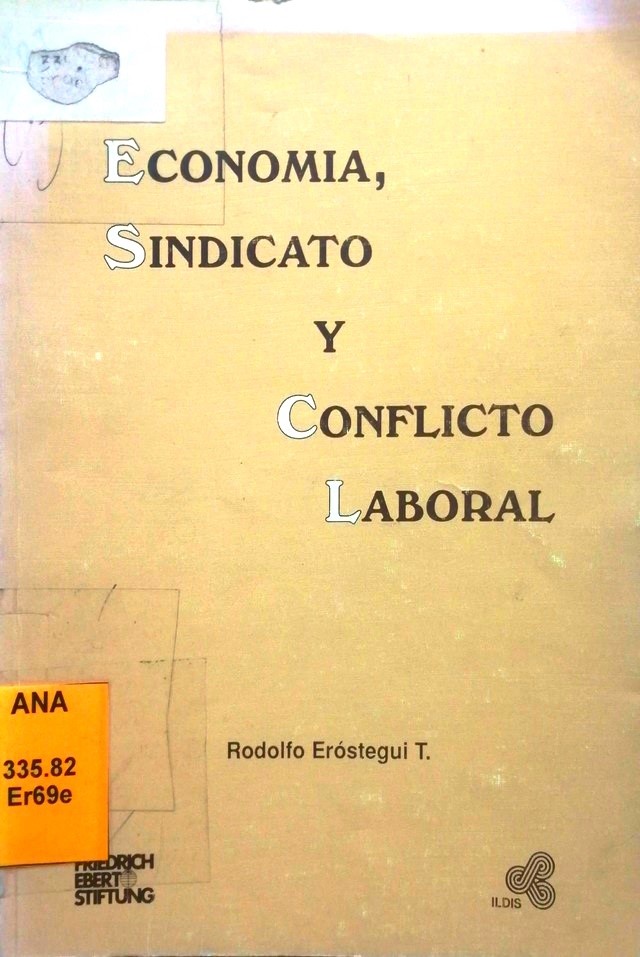 ECONOMIA,
SINDICATO
Y
CONFLICTO
LABORAL
Rodolfo Eróstegui T.
ANA
335.82
Er69e
FRIEDRICH
EBERT
STIFTUNG
ILDIS